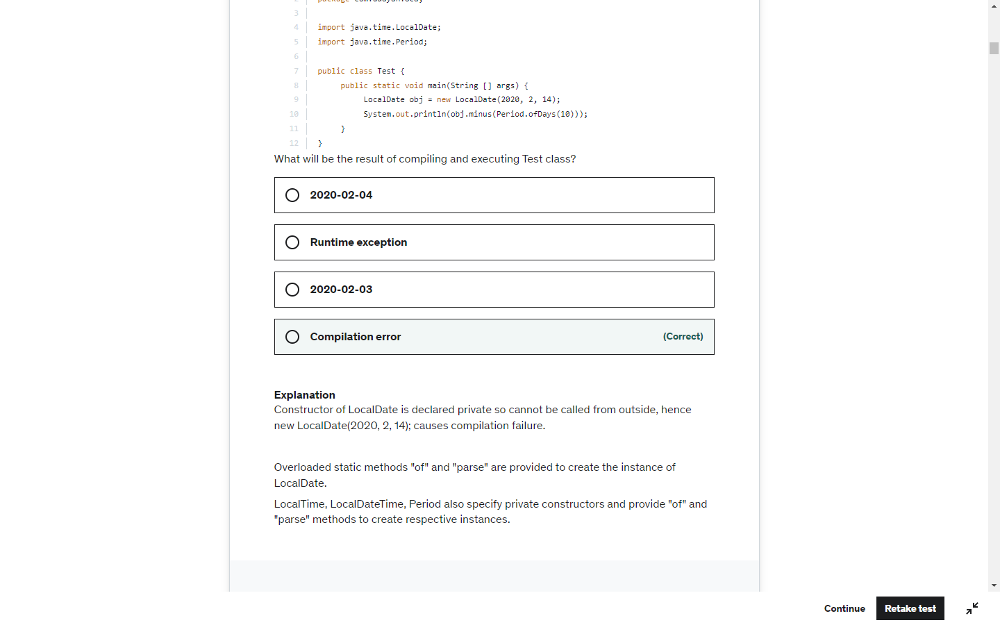 3
4 import java.time.LocalDate;
5 import java.time.Period;
6
7 public class Test {
8 public static void main(String [] args) {
9 LocalDate obj = new LocalDate(2020, 2, 14);
10 System.out.println(obj.minus(Period.ofDays(10)));
11 }
12 }
What will be the result of compiling and executing Test class?
2020-02-04
Runtime exception
2020-02-03
Compilation error (Correct)
Explanation
Constructor of LocalDate is declared private so cannot be called from outside, hence
new LocalDate(2020, 2, 14); causes compilation failure.
Overloaded static methods "of" and "parse" are provided to create the instance of
LocalDate.
LocalTime, LocalDateTime, Period also specify private constructors and provide "of" and
"parse" methods to create respective instances.
Continue Retake test